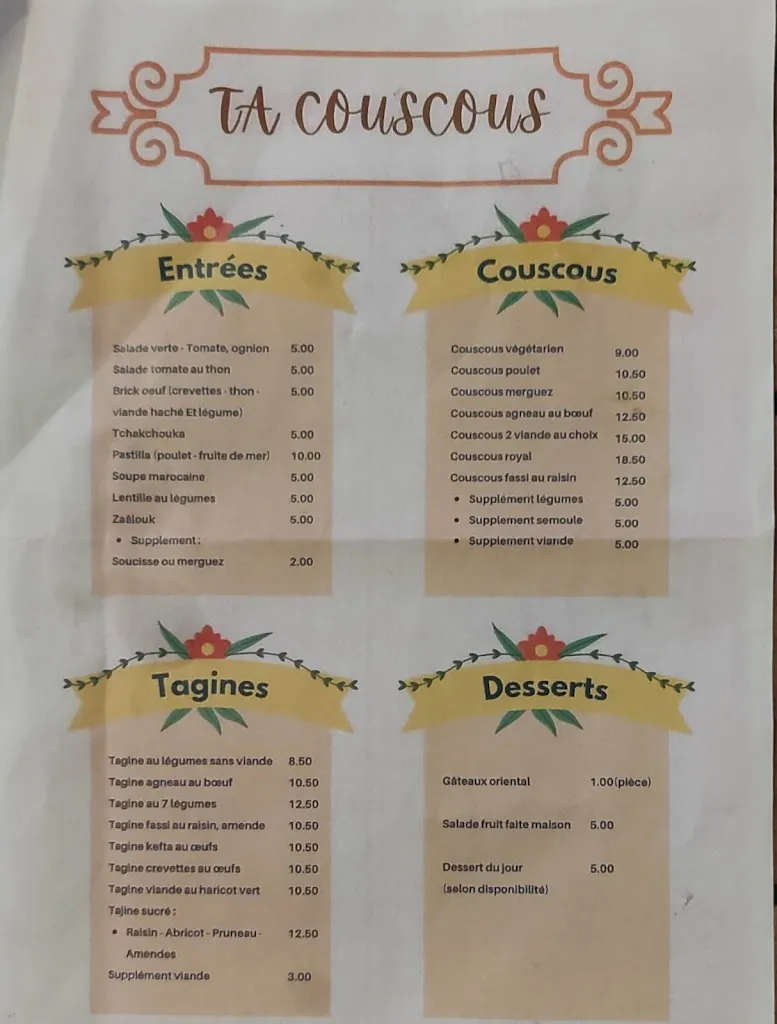 TA COUSCOUS
Entrées
Salade verte - Tomate, ognion 5.00
Salade tomate au thon 5.00
Brick oeuf (crevettes - thon - 5.00
viande haché Et légume)
Tchakchouka 5.00
Pastilla (poulet - fruite de mer) 10.00
Soupe marocaine 5.00
Lentille au légumes 5.00
Zaâlouk 5.00
• Supplement :
Soucisse ou merguez 2.00
Couscous
Couscous végétarien 9.00
Couscous poulet 10.50
Couscous merguez 10.50
Couscous agneau au bœuf 12.50
Couscous 2 viande au choix 15.00
Couscous royal 18.50
Couscous fassi au raisin 12.50
• Supplément légumes 5.00
• Supplement semoule 5.00
• Supplement viande 5.00
Tagines
Tagine au légumes sans viande 8.50
Tagine agneau au bœuf 10.50
Tagine au 7 légumes 12.50
Tagine fassi au raisin, amende 10.50
Tagine kefta au œufs 10.50
Tagine crevettes au œufs 10.50
Tagine viande au haricot vert 10.50
Tajine sucré :
• Raisin - Abricot - Pruneau - 12.50
Amendes
Supplément viande 3.00
Desserts
Gâteaux oriental 1.00(pièce)
Salade fruit faite maison 5.00
Dessert du jour 5.00
(selon disponibilité)